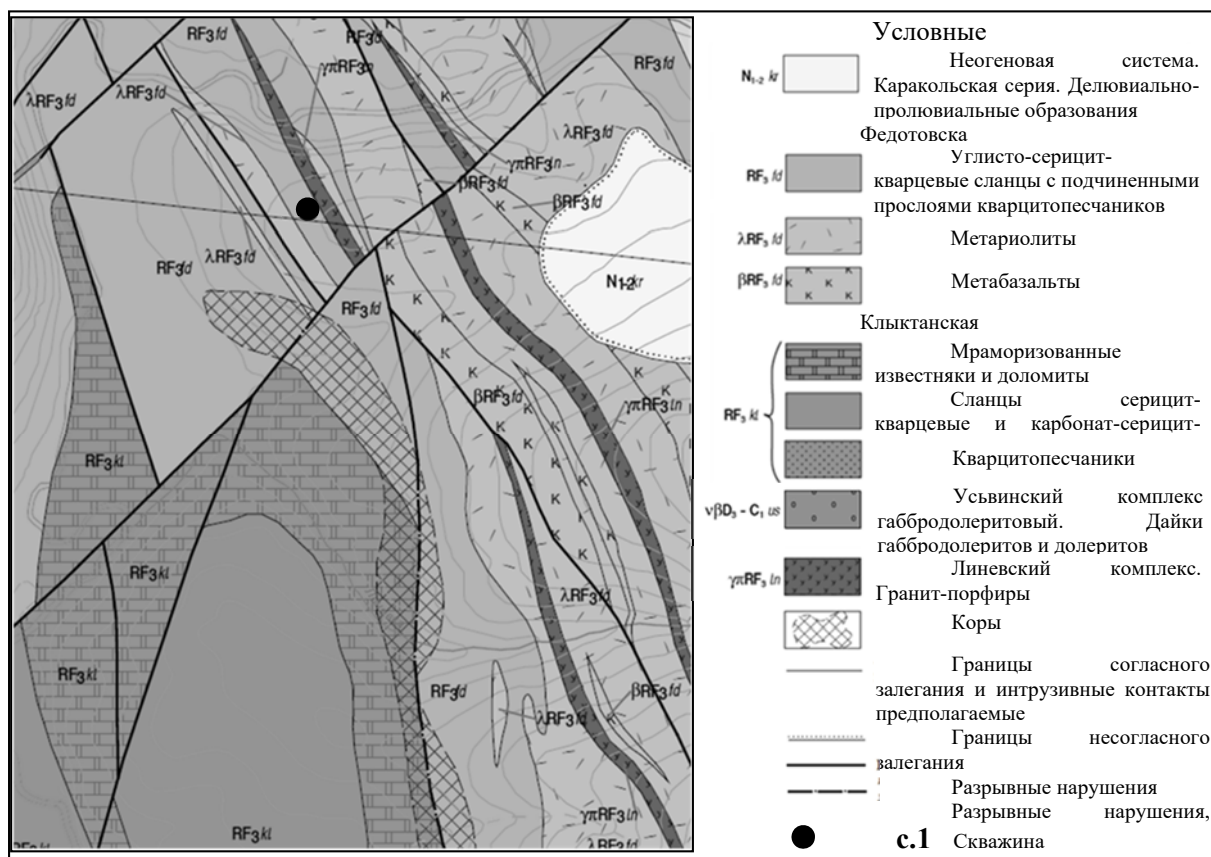 RF₃fd
RF₃fd
γπRF₃ln
RF₃fd
λRF₃fd
λRF₃fd
λRF₃fd
γπRF₃ln
βRF₃fd
βRF₃fd
RF₃fd
λRF₃fd
N₁₋₂kr
RF₃fd
βRF₃fd
γπRF₃ln
RF₃kl
RF₃kl
λRF₃fd
RF₃kl
RF₃fd
βRF₃fd
λRF₃fd
γπRF₃ln
RF₃kl
RF₃kl
λRF₃fd
Условные
N₁₋₂ kr
Неогеновая система.
Каракольская серия. Делювиально-
пролювиальные образования
Федотовска
RF₃ fd
Углисто-серицит-
кварцевые сланцы с подчиненными
прослоями кварцитопесчаников
λRF₃ fd
Метариолиты
βRF₃ fd
Метабазальты
Клыктанская
RF₃ kl
Мраморизованные
известняки и доломиты
Сланцы серицит-
кварцевые и карбонат-серицит-
Кварцитопесчаники
νβD₃ - C₁ us
Усьвинский комплекс
габбродолеритовый. Дайки
габбродолеритов и долеритов
γπRF₃ ln
Линевский комплекс.
Гранит-порфиры
Коры
Границы согласного
залегания и интрузивные контакты
предполагаемые
Границы несогласного
залегания
Разрывные нарушения
Разрывные нарушения,
с.1 Скважина